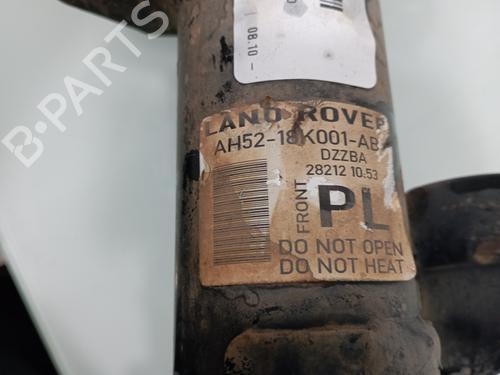 08.10 -
LAND ROVER
AH52-18K001-AB
DZZBA
28212 10:53
FRONT
PL
DO NOT OPEN
DO NOT HEAT